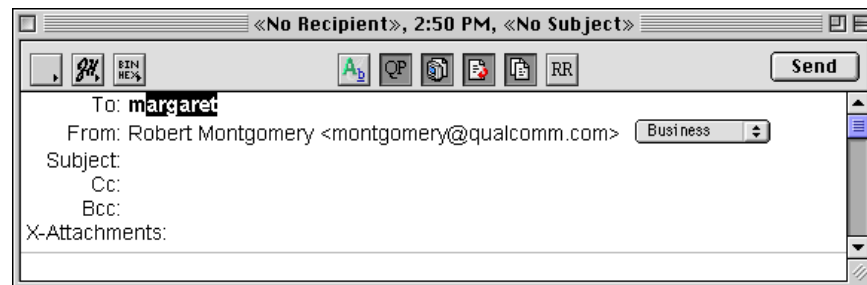 «No Recipient», 2:50 PM, «No Subject»
BIN HEX QP RR Send
To: margaret
From: Robert Montgomery <montgomery@qualcomm.com> Business
Subject:
Cc:
Bcc:
X-Attachments: